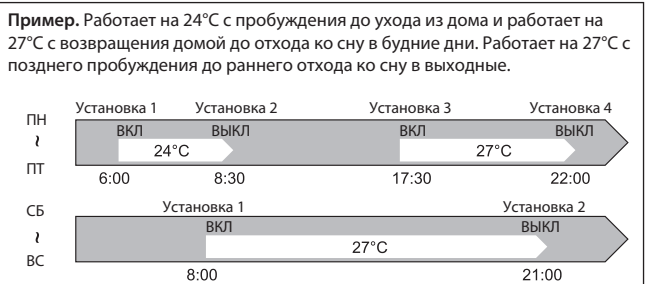 Пример. Работает на 24°C с пробуждения до ухода из дома и работает на
27°C с возвращения домой до отхода ко сну в будние дни. Работает на 27°C с
позднего пробуждения до раннего отхода ко сну в выходные.
Установка 1 Установка 2 Установка 3 Установка 4
ПН ~ ПТ
ВКЛ ВЫКЛ ВКЛ ВЫКЛ
24°C 27°C
6:00 8:30 17:30 22:00
Установка 1 Установка 2
СБ ~ ВС
ВКЛ ВЫКЛ
27°C
8:00 21:00